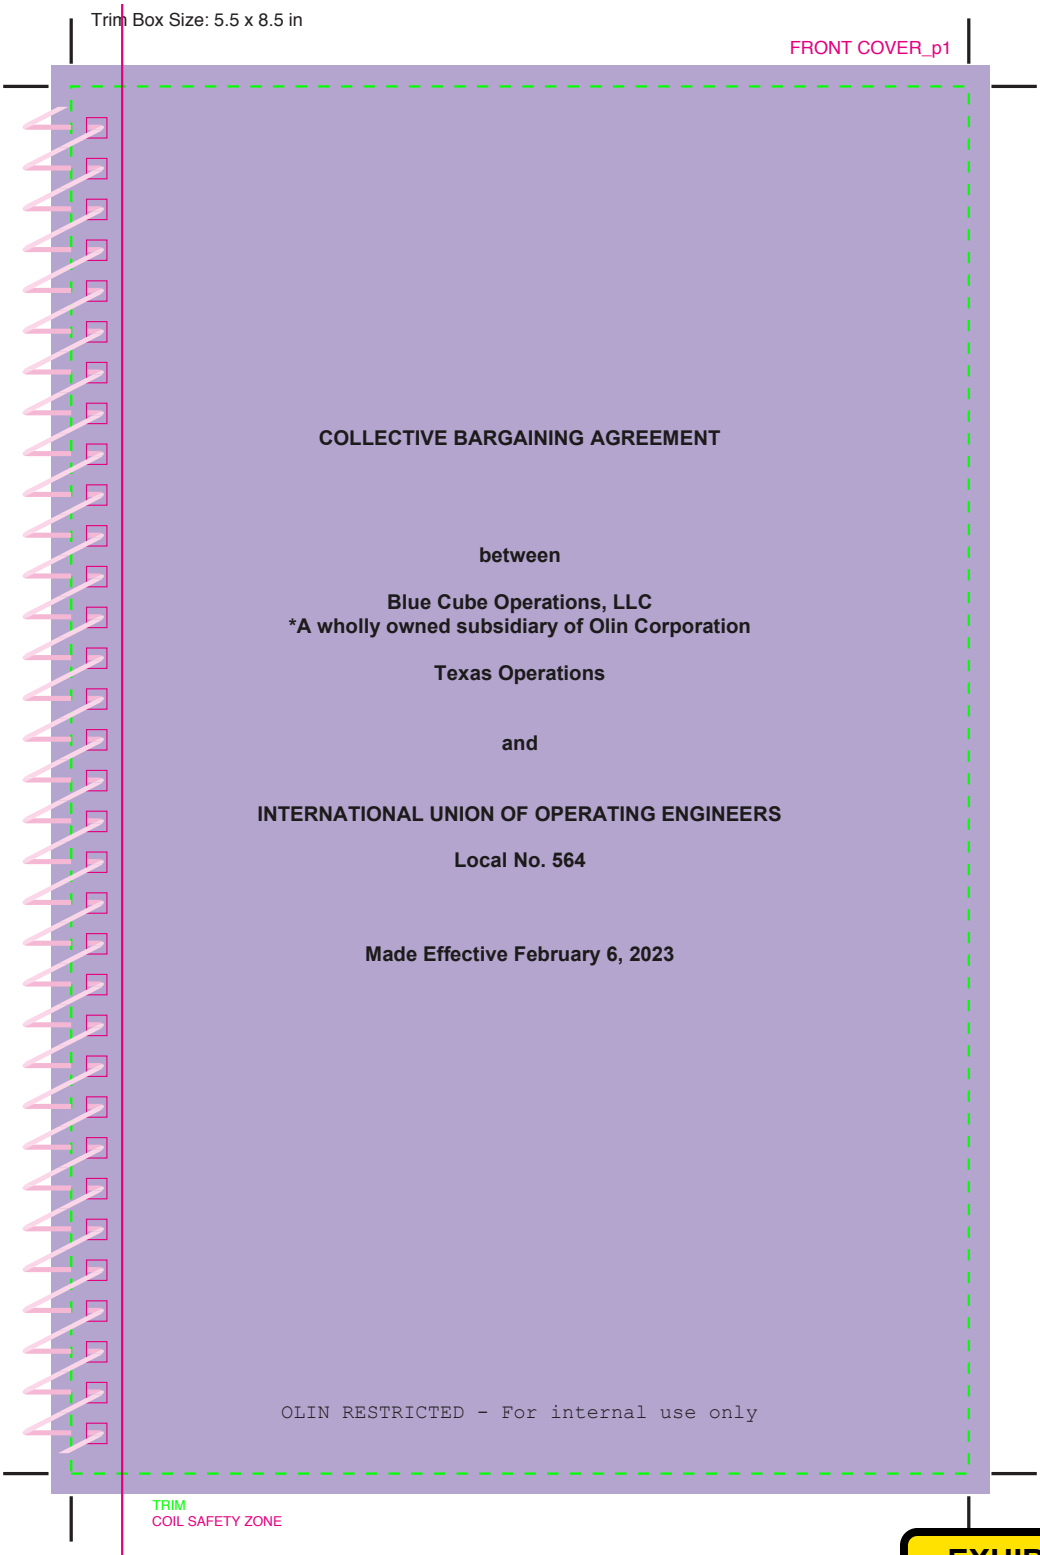 Trim Box Size: 5.5 x 8.5 in
FRONT COVER_p1
COLLECTIVE BARGAINING AGREEMENT
between
Blue Cube Operations, LLC
*A wholly owned subsidiary of Olin Corporation
Texas Operations
and
INTERNATIONAL UNION OF OPERATING ENGINEERS
Local No. 564
Made Effective February 6, 2023
OLIN RESTRICTED - For internal use only
TRIM
COIL SAFETY ZONE